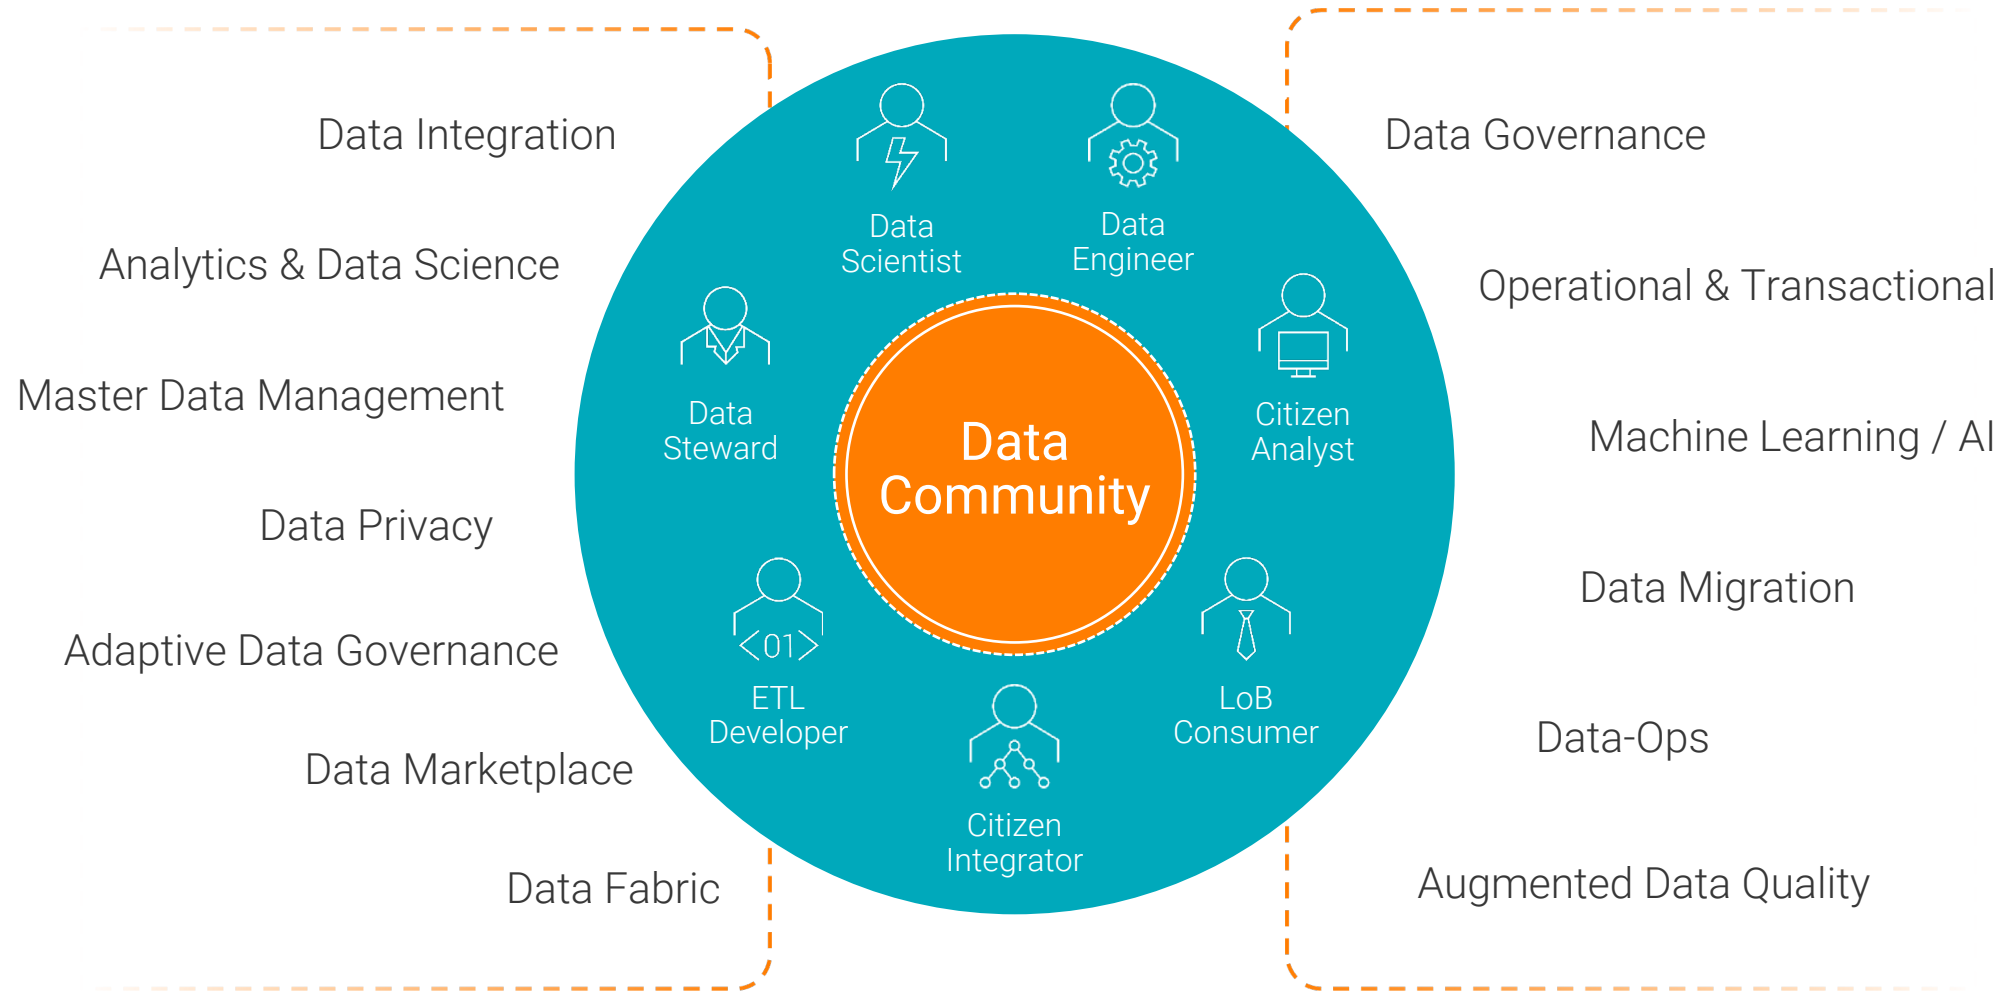 Data Integration
Analytics & Data Science
Master Data Management
Data Privacy
Adaptive Data Governance
Data Marketplace
Data Fabric
Data
Scientist
Data
Engineer
Data
Steward
Citizen
Analyst
Data
Community
<01>
ETL
Developer
LoB
Consumer
Citizen
Integrator
Data Governance
Operational & Transactional
Machine Learning / AI
Data Migration
Data-Ops
Augmented Data Quality